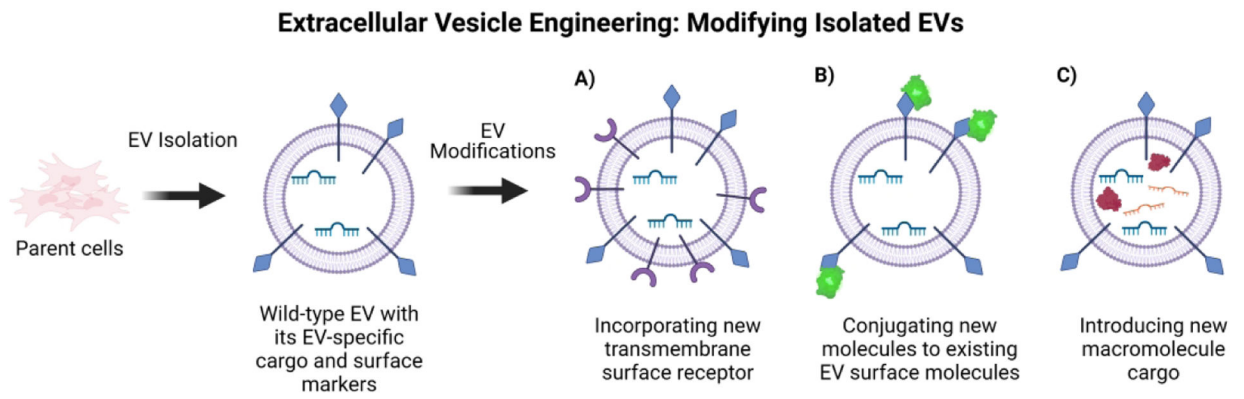 Extracellular Vesicle Engineering: Modifying Isolated EVs
EV Isolation
Parent cells
Wild-type EV with
its EV-specific
cargo and surface
markers
EV
Modifications
A)
Incorporating new
transmembrane
surface receptor
B)
Conjugating new
molecules to existing
EV surface molecules
C)
Introducing new
macromolecule
cargo